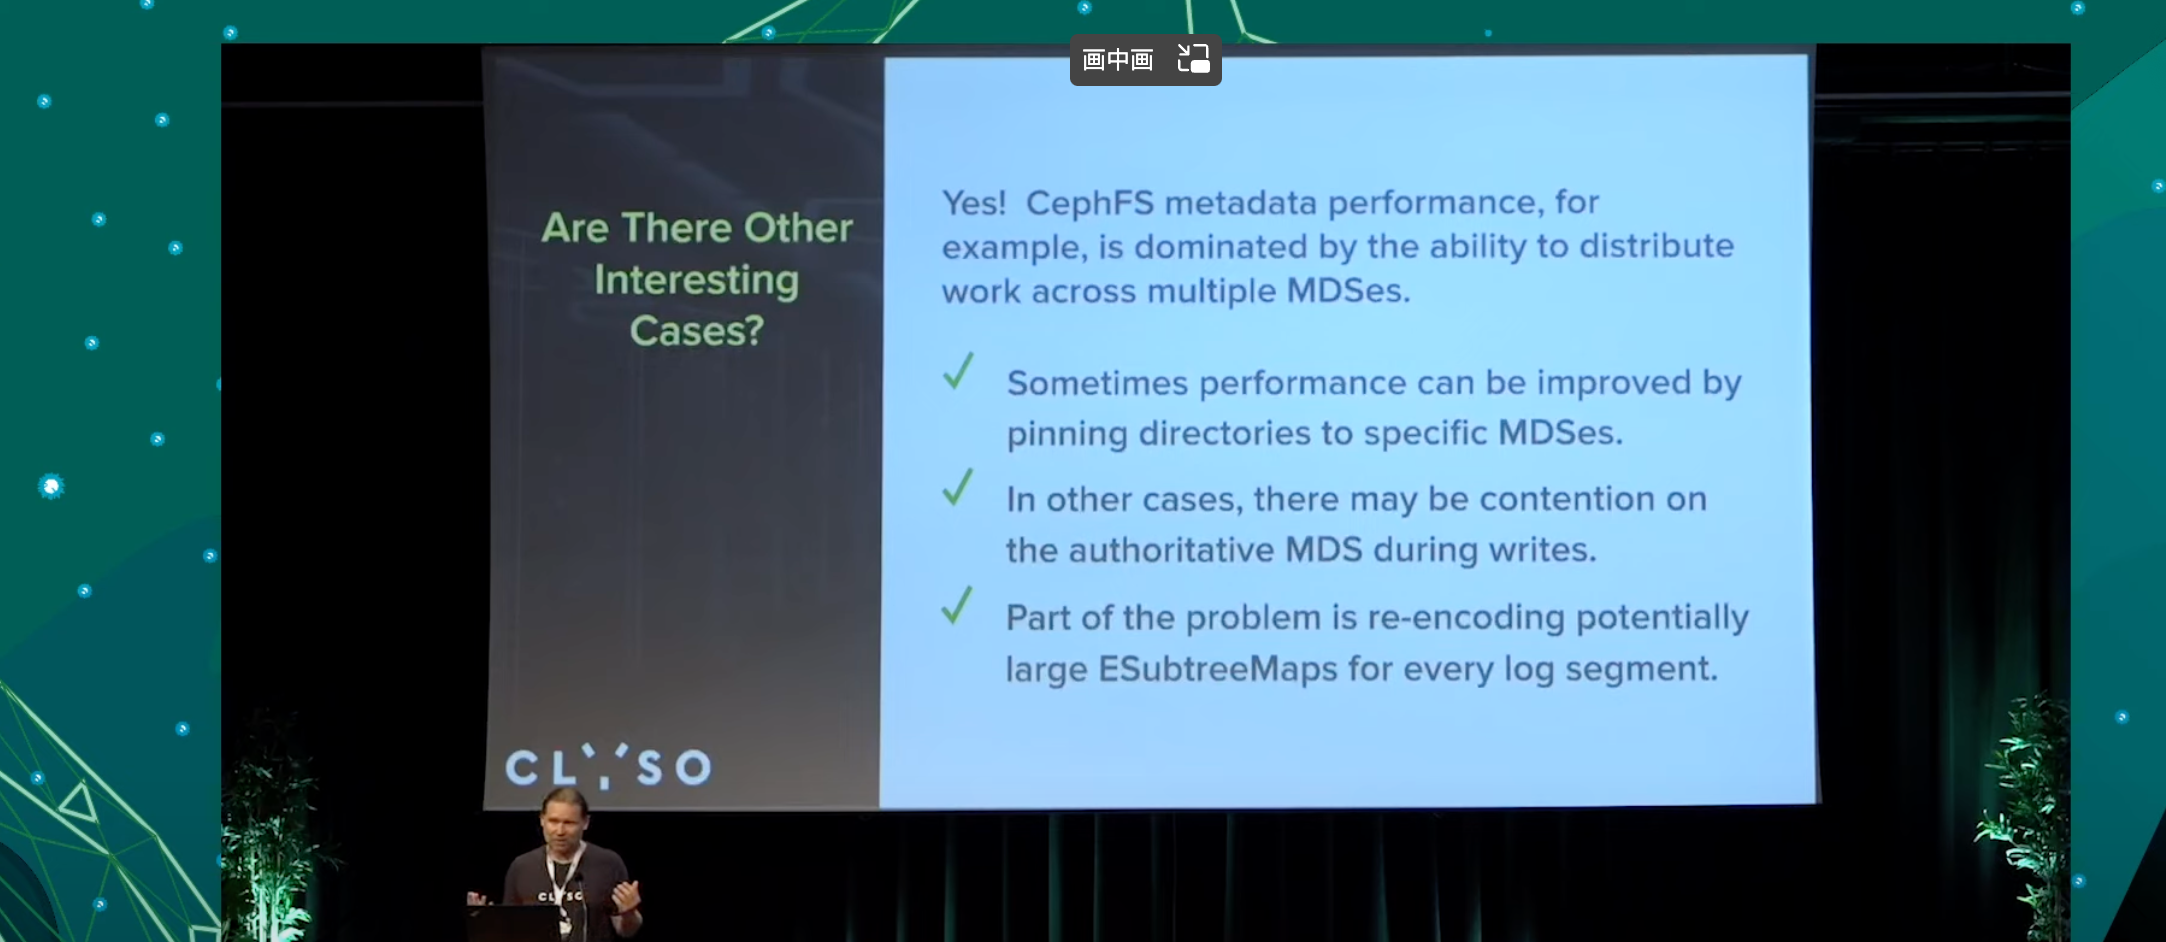 画中画
Are There Other
Interesting
Cases?
Yes! CephFS metadata performance, for
example, is dominated by the ability to distribute
work across multiple MDSes.
✓ Sometimes performance can be improved by
pinning directories to specific MDSes.
✓ In other cases, there may be contention on
the authoritative MDS during writes.
✓ Part of the problem is re-encoding potentially
large ESubtreeMaps for every log segment.
CLYSO
CLYSO